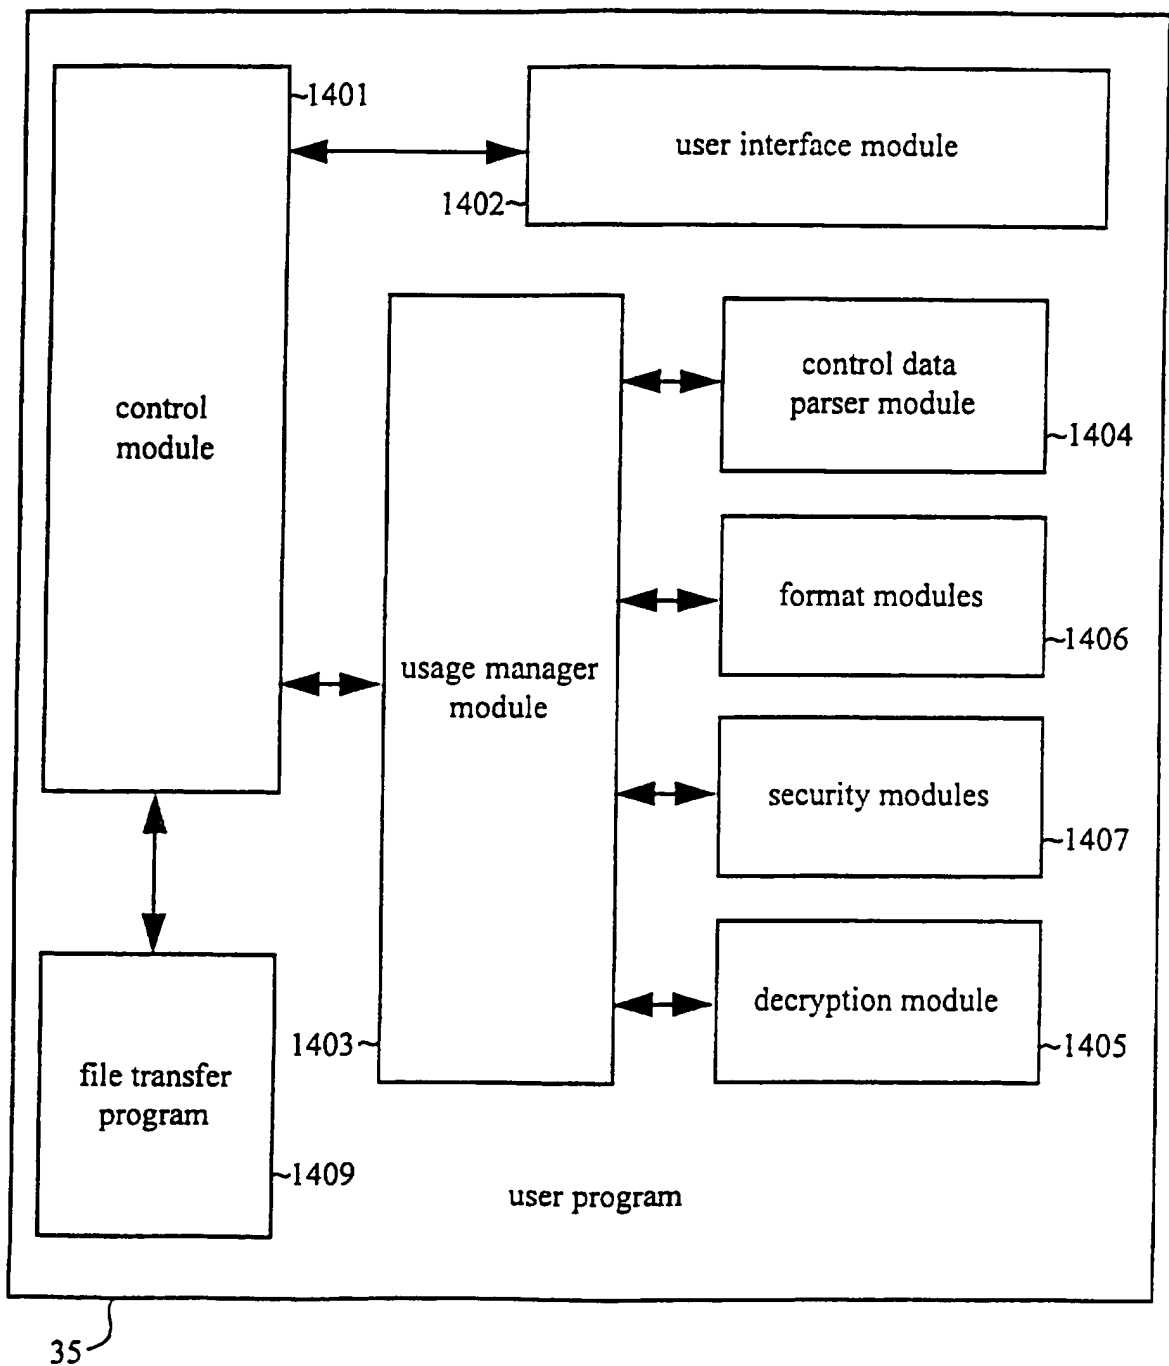 1401
user interface module
1402
control
module
control data
parser module
1404
format modules
1406
usage manager
module
security modules
1407
decryption module
1405
1403
file transfer
program
1409
user program
35